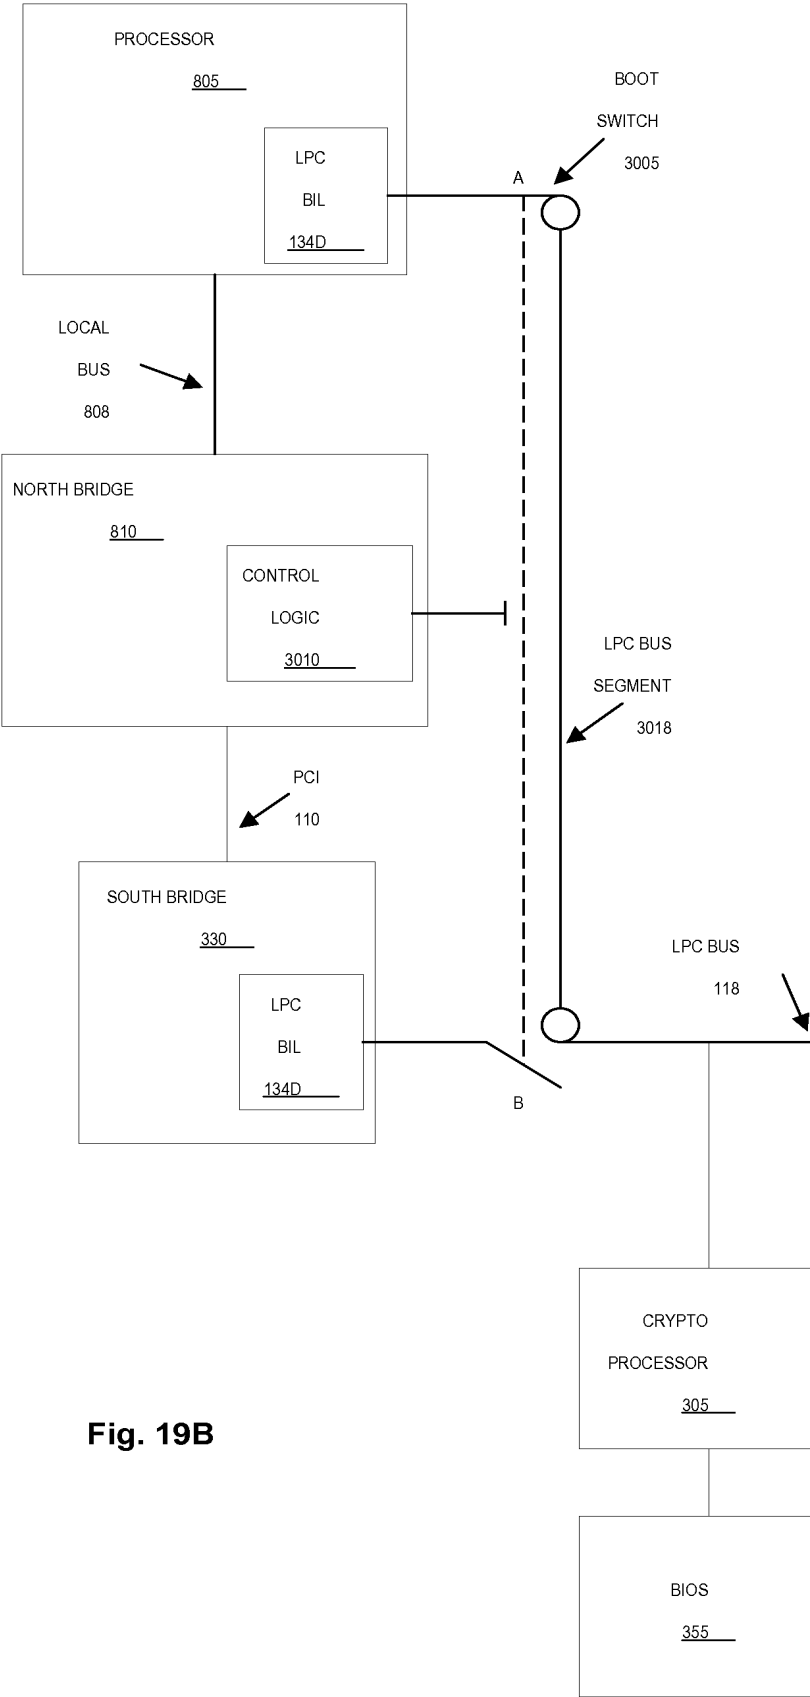 PROCESSOR
805
LPC
BIL
134D
BOOT
SWITCH
3005
A
LOCAL
BUS
808
NORTH BRIDGE
810
CONTROL
LOGIC
3010
LPC BUS
SEGMENT
3018
PCI
110
SOUTH BRIDGE
330
LPC
BIL
134D
LPC BUS
118
B
CRYPTO
PROCESSOR
305
Fig. 19B
BIOS
355